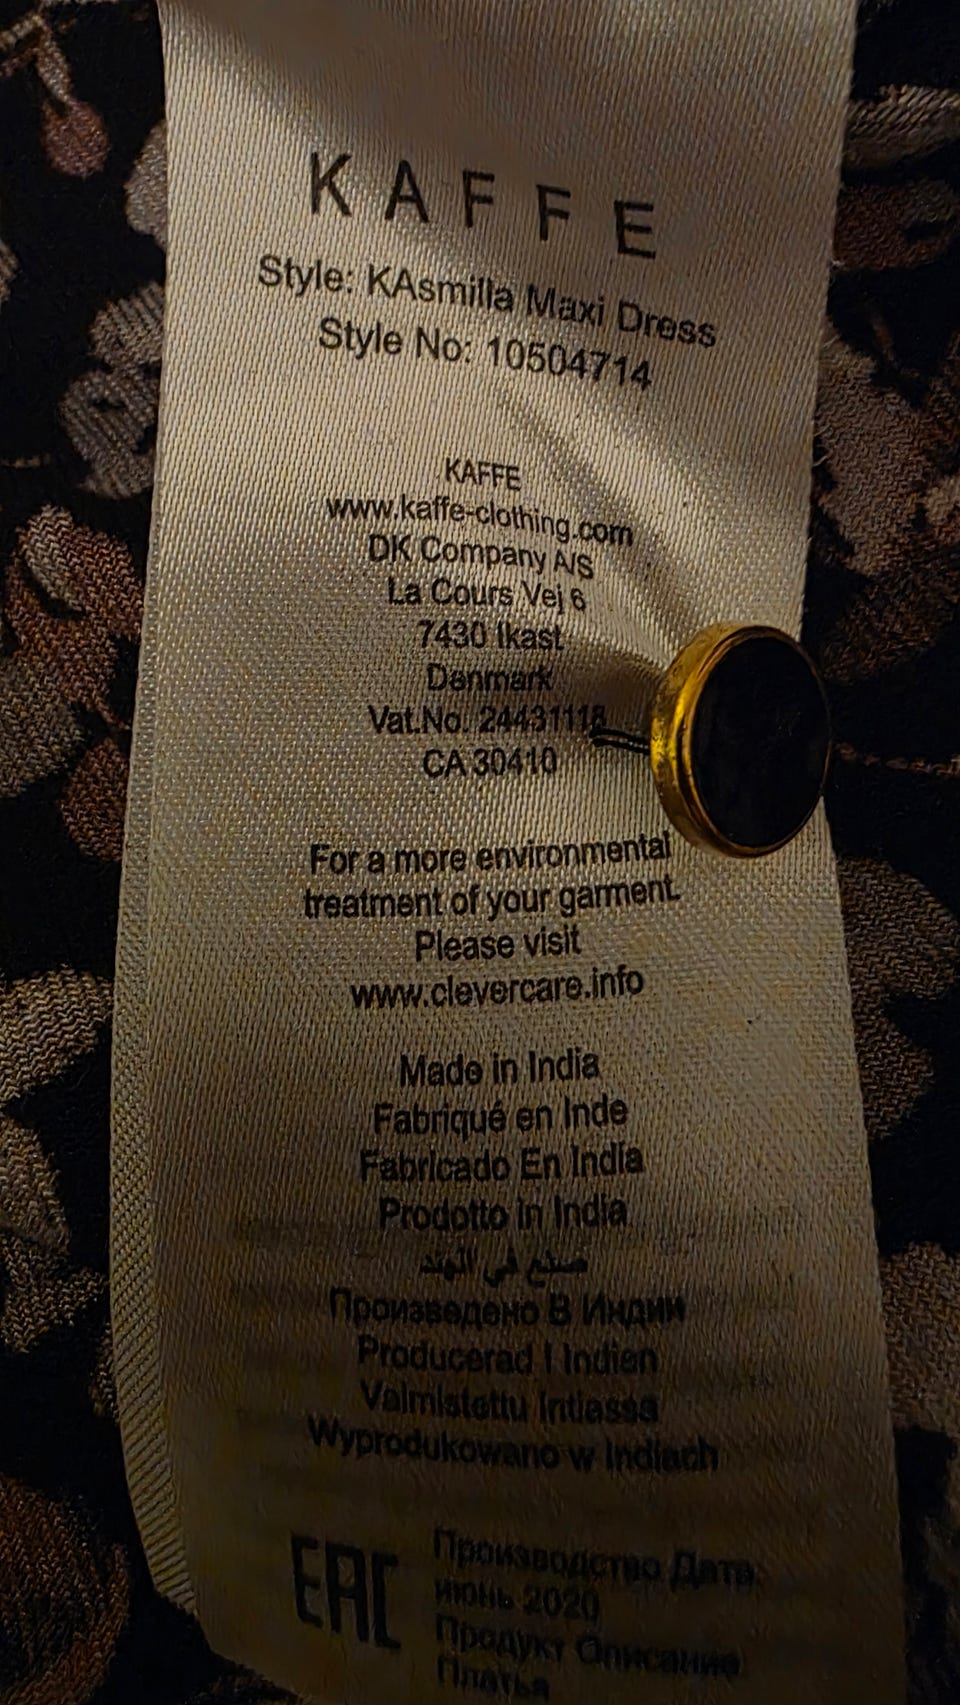 KAFFE
Style: KAsmilla Maxi Dress
Style No: 10504714
KAFFE
www.kaffe-clothing.com
DK Company A/S
La Cours Vej 6
7430 Ikast
Danmark
Vat.No. 24431118
CA 30410
For a more environmental
treatment of your garment.
Please visit
www.clevercare.info
Made in India
Fabriqué en Inde
Fabricado En India
Prodotto in India
صنع في الهند
Произведено В Индии
Producerad I Indien
Valmistettu Intiassa
Wyprodukowano w Indiach
EAC
Производство Дата
июнь 2020
Продукт Описание
Платья